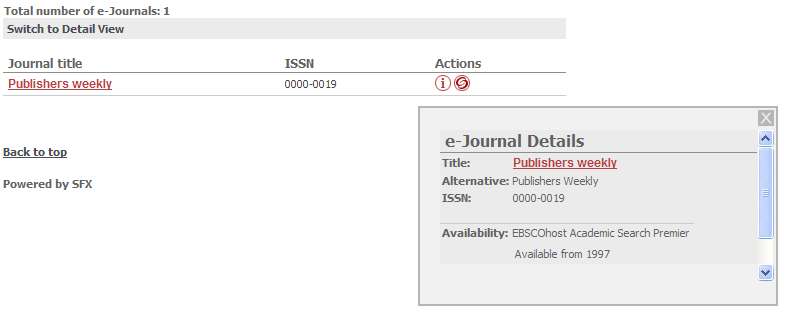 Total number of e-Journals: 1
Switch to Detail View
Journal title ISSN Actions
Publishers weekly 0000-0019 i S
X
e-Journal Details
Title: Publishers weekly
Alternative: Publishers Weekly
ISSN: 0000-0019
Availability: EBSCOhost Academic Search Premier
Available from 1997
Back to top
Powered by SFX